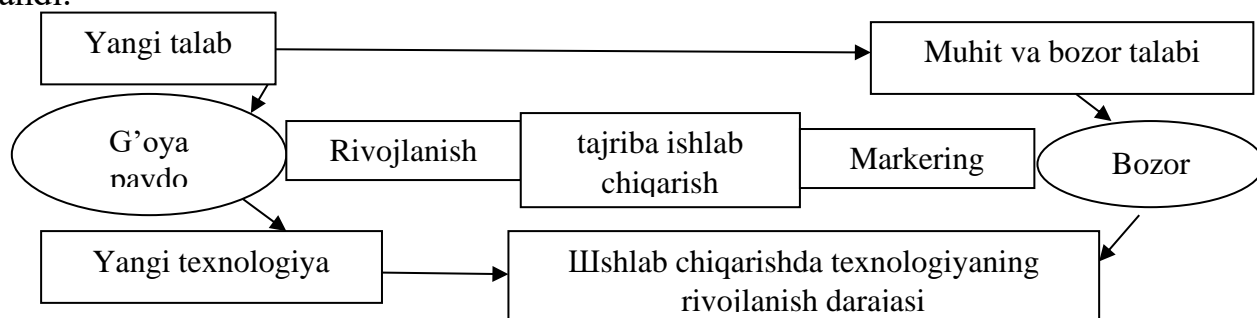 Yangi talab
Muhit va bozor talabi
G’oya
paydo
Rivojlanish
tajriba ishlab
chiqarish
Markering
Bozor
Yangi texnologiya
Шshlab chiqarishda texnologiyaning
rivojlanish darajasi